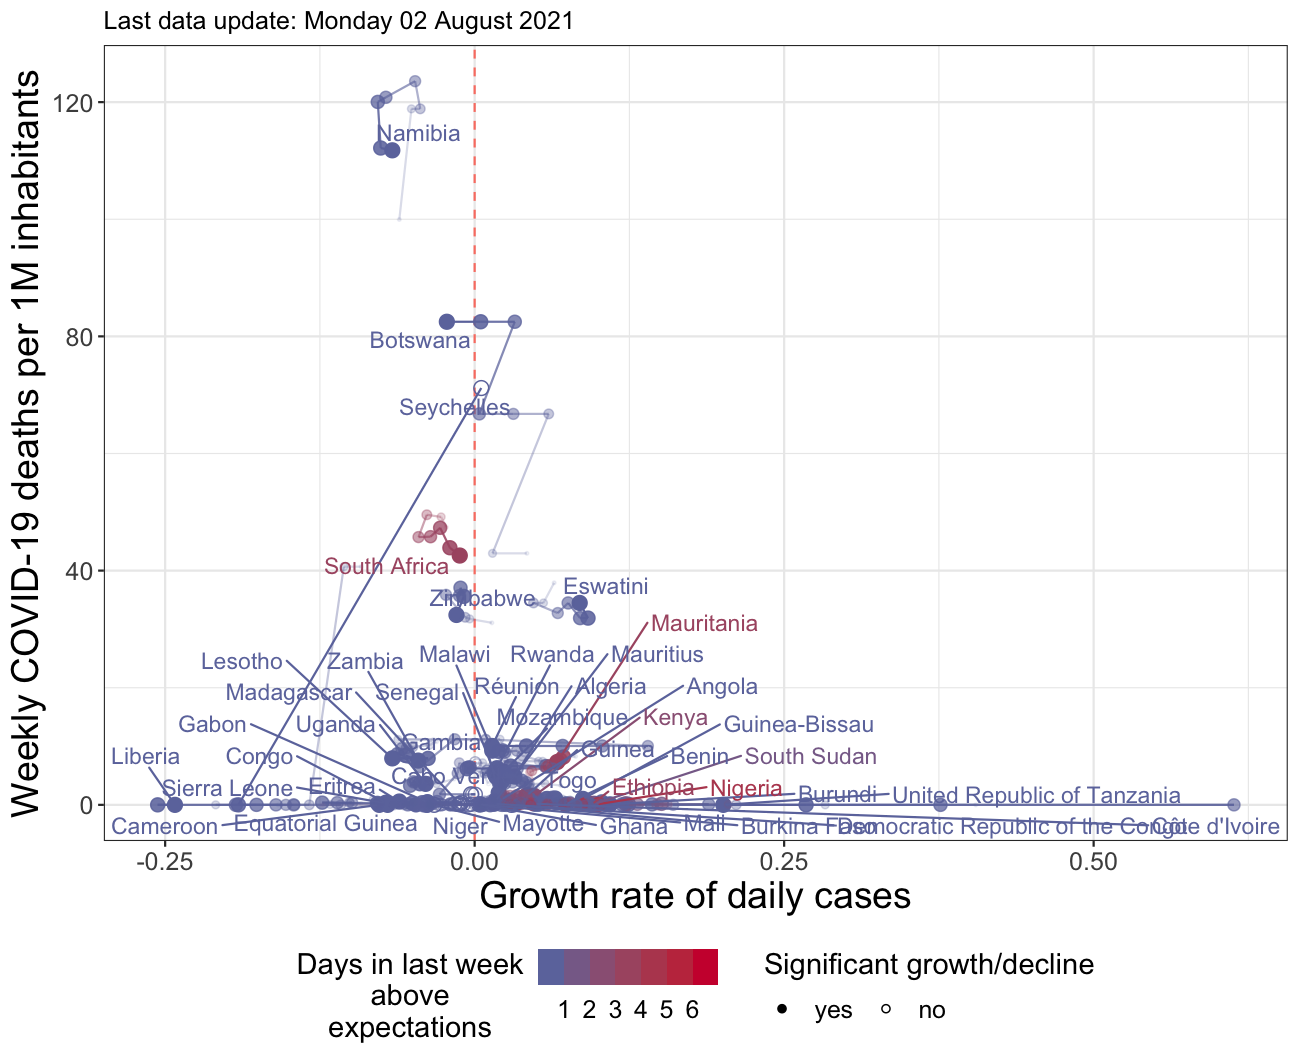 Last data update: Monday 02 August 2021
Weekly COVID-19 deaths per 1M inhabitants
120
80
40
0
Namibia
Botswana
Seychelles
South Africa
Zimbabwe
Eswatini
Mauritania
Lesotho
Zambia
Malawi
Rwanda
Mauritius
Madagascar
Senegal
Réunion
Algeria
Angola
Gabon
Uganda
Mozambique
Kenya
Guinea-Bissau
Liberia
Congo
Gambia
Guinea
Benin
South Sudan
Sierra Leone
Eritrea
Cabo Ver
Togo
Ethiopia
Nigeria
Burundi
United Republic of Tanzania
Cameroon
Equatorial Guinea
Niger
Mayotte
Ghana
Mali
Burkina Faso
Democratic Republic of the Congo
Côte d'Ivoire
-0.25
0.00
0.25
0.50
Growth rate of daily cases
Days in last week
above
expectations
1 2 3 4 5 6
Significant growth/decline
yes
no